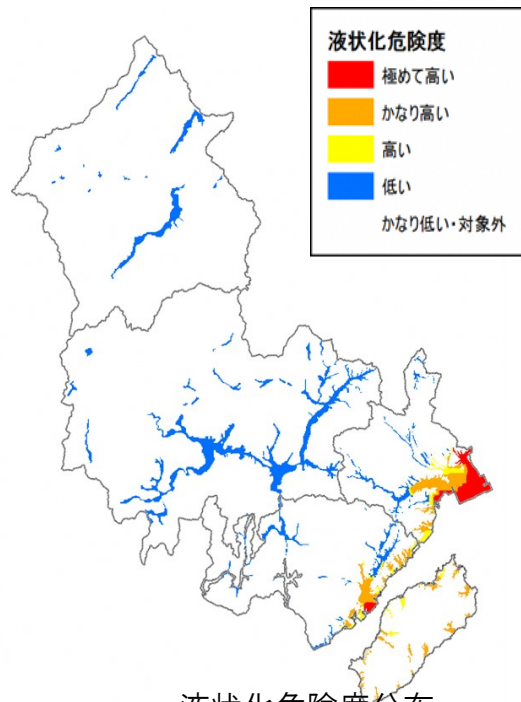 液状化危険度
極めて高い
かなり高い
高い
低い
かなり低い・対象外
液状化危険度分布